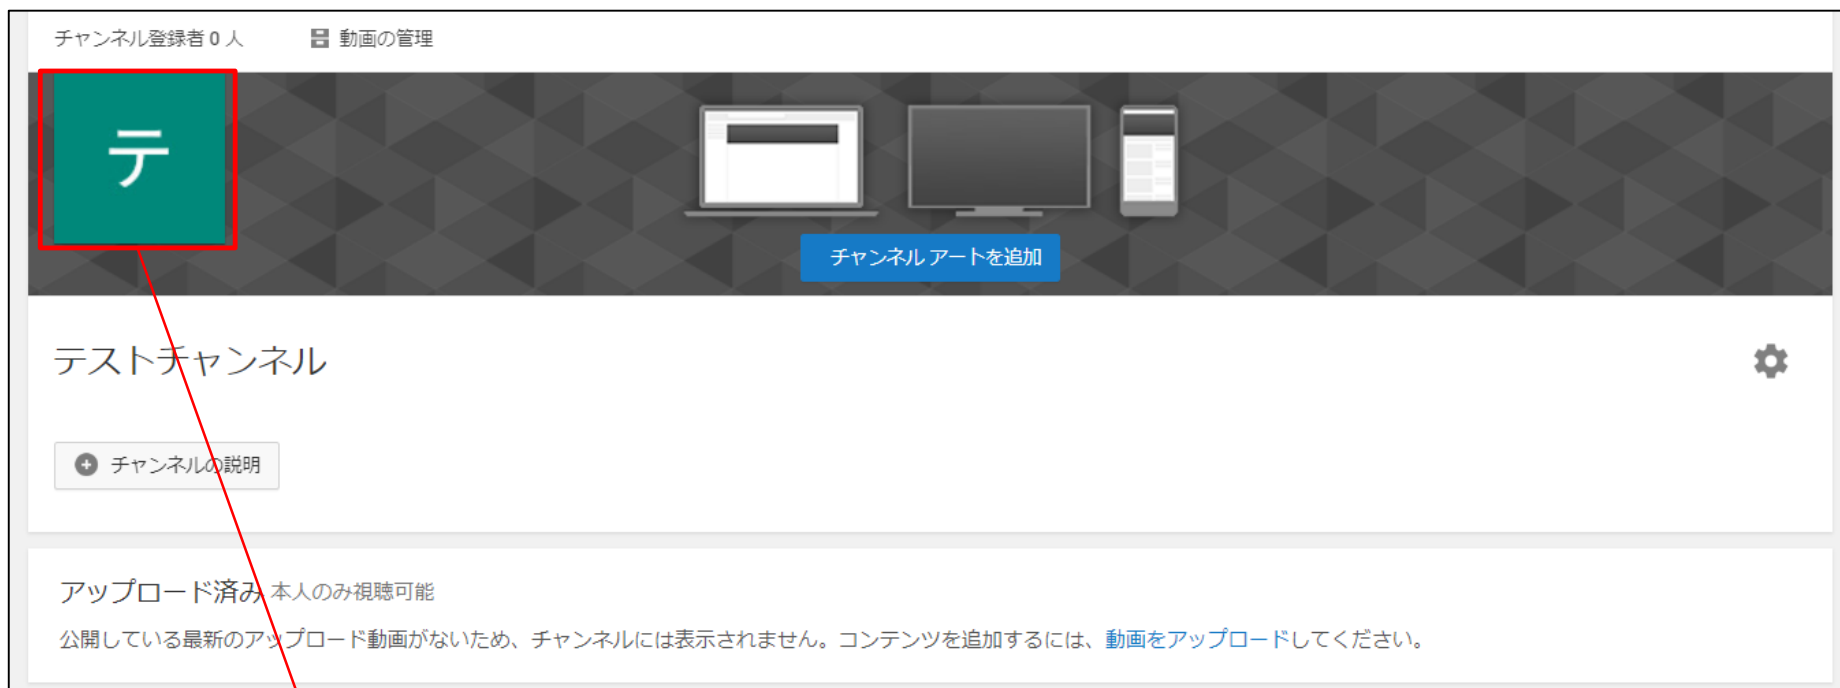 チャンネル登録者 0 人 動画の管理
テ
チャンネル アートを追加
テストチャンネル
チャンネルの説明
アップロード済み 本人のみ視聴可能
公開している最新のアップロード動画がないため、チャンネルには表示されません。コンテンツを追加するには、動画をアップロードしてください。